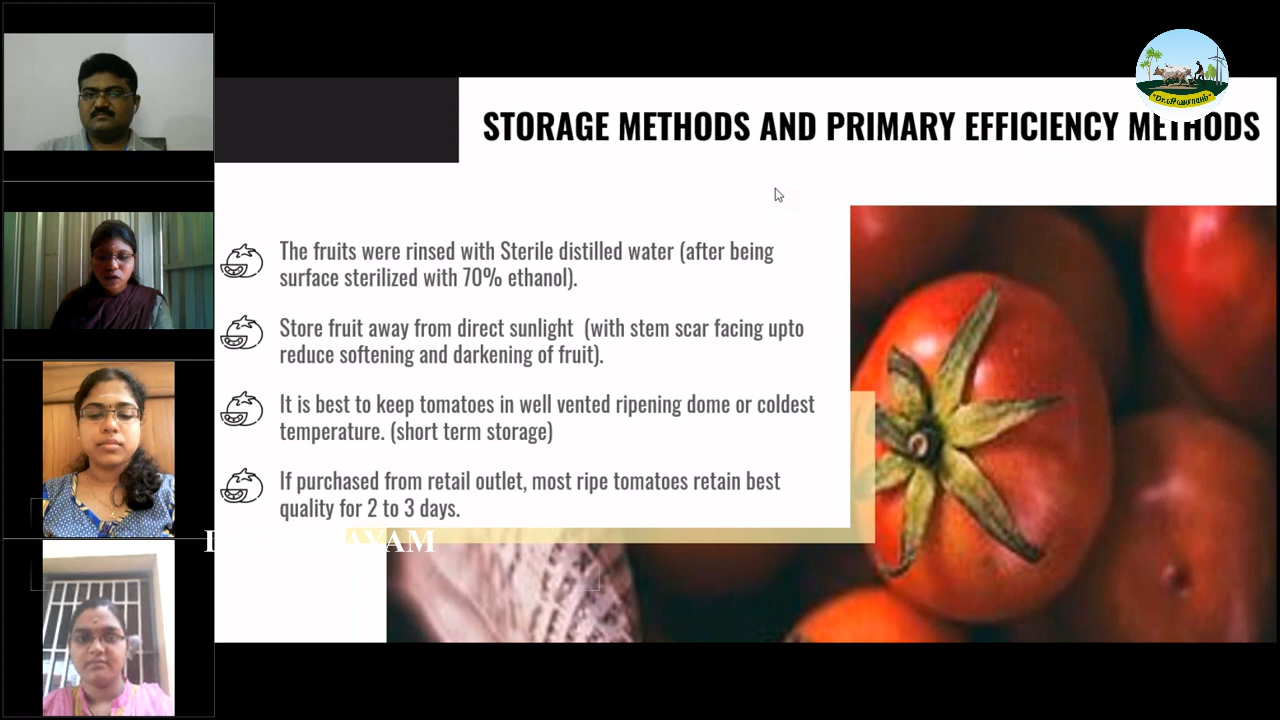 STORAGE METHODS AND PRIMARY EFFICIENCY METHODS
The fruits were rinsed with Sterile distilled water (after being
surface sterilized with 70% ethanol).
Store fruit away from direct sunlight (with stem scar facing upto
reduce softening and darkening of fruit).
It is best to keep tomatoes in well vented ripening dome or coldest
temperature. (short term storage)
If purchased from retail outlet, most ripe tomatoes retain best
quality for 2 to 3 days.